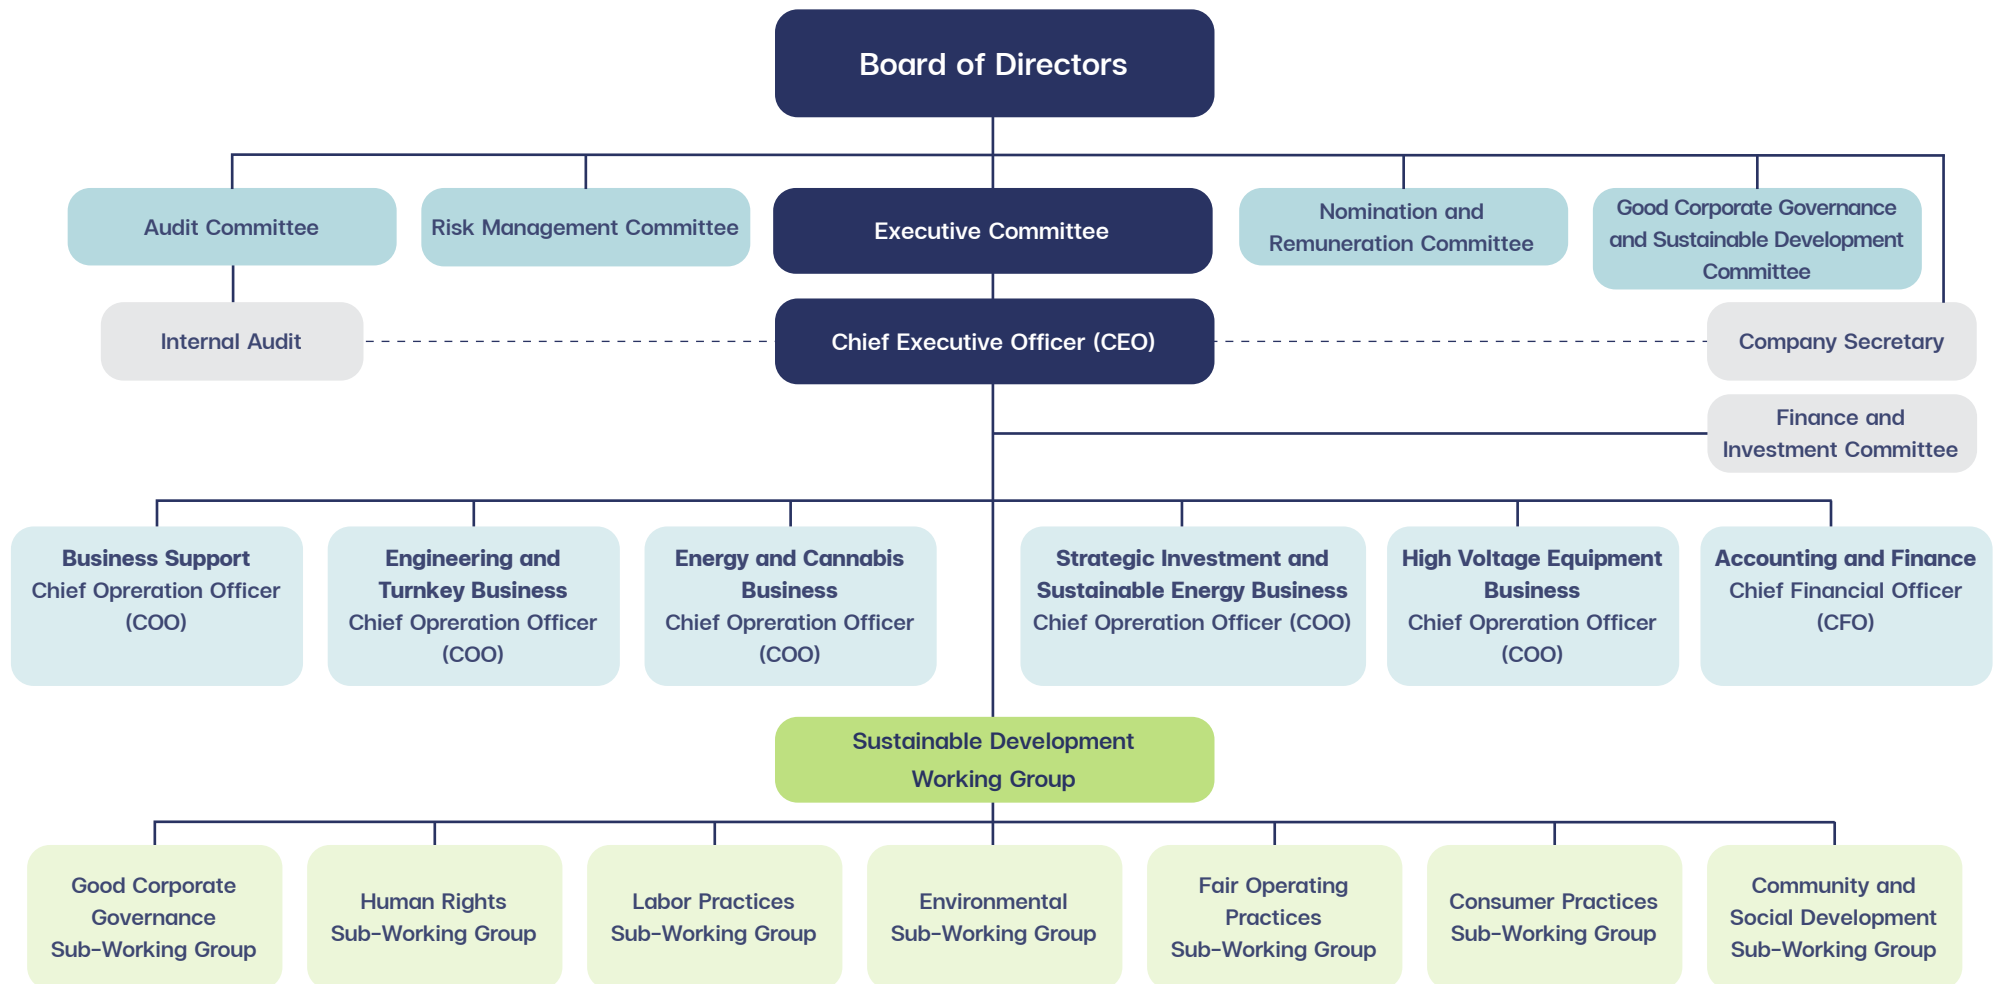 Board of Directors
Audit Committee
Risk Management Committee
Executive Committee
Nomination and
Remuneration Committee
Good Corporate Governance
and Sustainable Development
Committee
Internal Audit
Chief Executive Officer (CEO)
Company Secretary
Finance and
Investment Committee
Business Support
Chief Opreration Officer
(COO)
Engineering and
Turnkey Business
Chief Opreration Officer
(COO)
Energy and Cannabis
Business
Chief Opreration Officer
(COO)
Strategic Investment and
Sustainable Energy Business
Chief Opreration Officer (COO)
High Voltage Equipment
Business
Chief Opreration Officer
(COO)
Accounting and Finance
Chief Financial Officer
(CFO)
Sustainable Development
Working Group
Good Corporate
Governance
Sub-Working Group
Human Rights
Sub-Working Group
Labor Practices
Sub-Working Group
Environmental
Sub-Working Group
Fair Operating
Practices
Sub-Working Group
Consumer Practices
Sub-Working Group
Community and
Social Development
Sub-Working Group